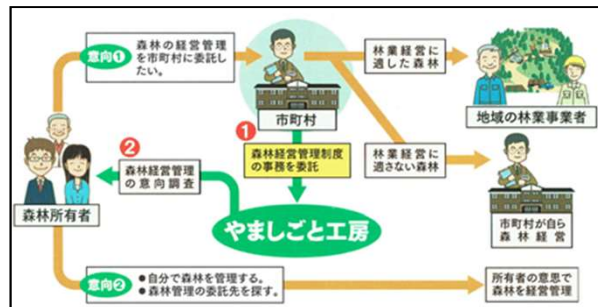 意向1
森林の経営管理
を市町村に委託し
たい。
市町村
林業経営に
適した森林
地域の林業事業者
1
森林経営管理制度
の事務を委託
林業経営に
適さない森林
市町村が自ら
森林経営
2
森林経営管理
の意向調査
森林所有者
やましごと工房
意向2
●自分で森林を管理する。
●森林管理の委託先を探す。
所有者の意思で
森林を経営管理